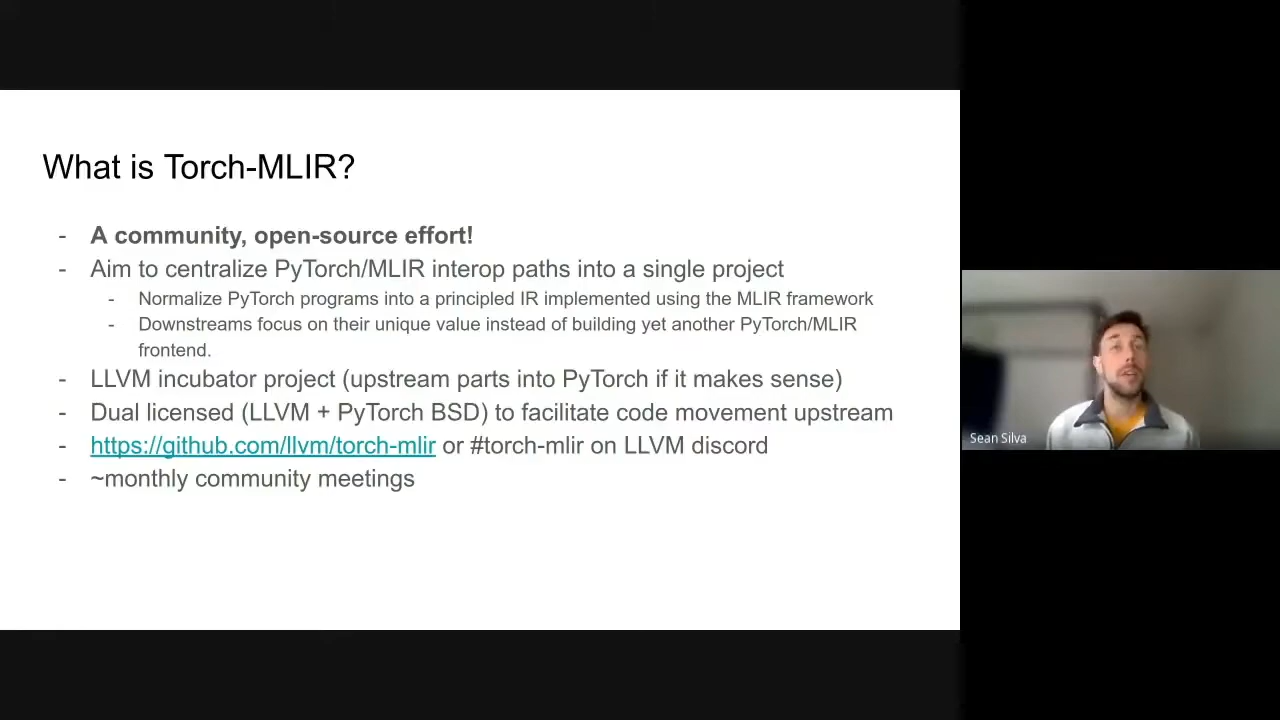 What is Torch-MLIR?
- A community, open-source effort!
- Aim to centralize PyTorch/MLIR interop paths into a single project
- Normalize PyTorch programs into a principled IR implemented using the MLIR framework
- Downstreams focus on their unique value instead of building yet another PyTorch/MLIR
frontend.
- LLVM incubator project (upstream parts into PyTorch if it makes sense)
- Dual licensed (LLVM + PyTorch BSD) to facilitate code movement upstream
- https://github.com/llvm/torch-mlir or #torch-mlir on LLVM discord
- ~monthly community meetings
Sean Silva